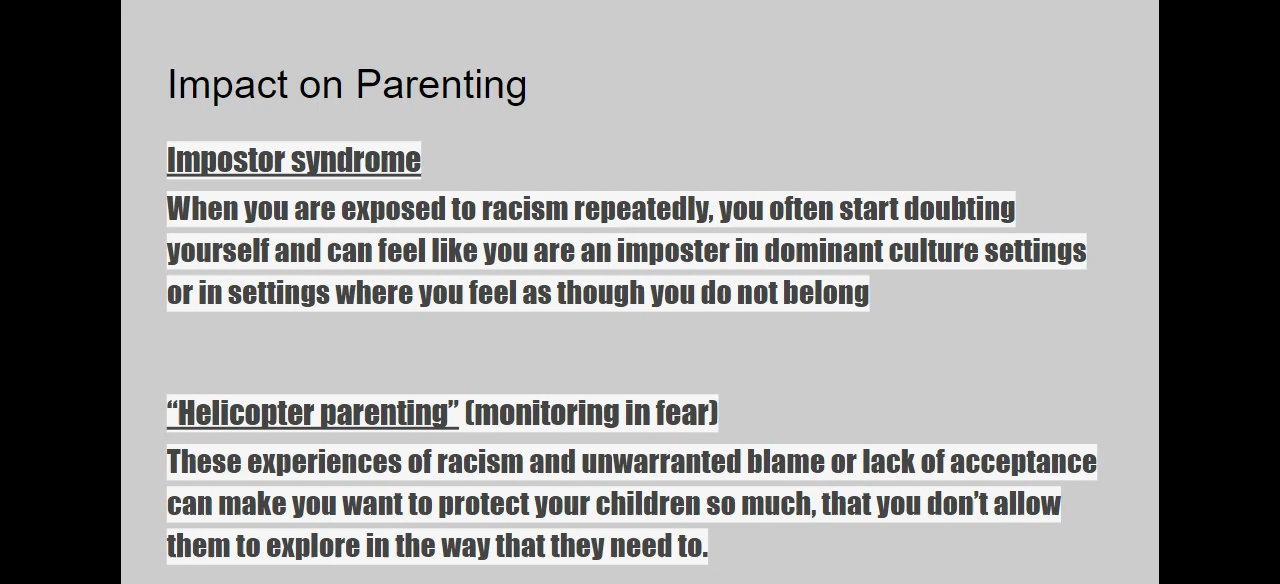 Impact on Parenting
Impostor syndrome
When you are exposed to racism repeatedly, you often start doubting
yourself and can feel like you are an imposter in dominant culture settings
or in settings where you feel as though you do not belong
“Helicopter parenting” (monitoring in fear)
These experiences of racism and unwarranted blame or lack of acceptance
can make you want to protect your children so much, that you don’t allow
them to explore in the way that they need to.